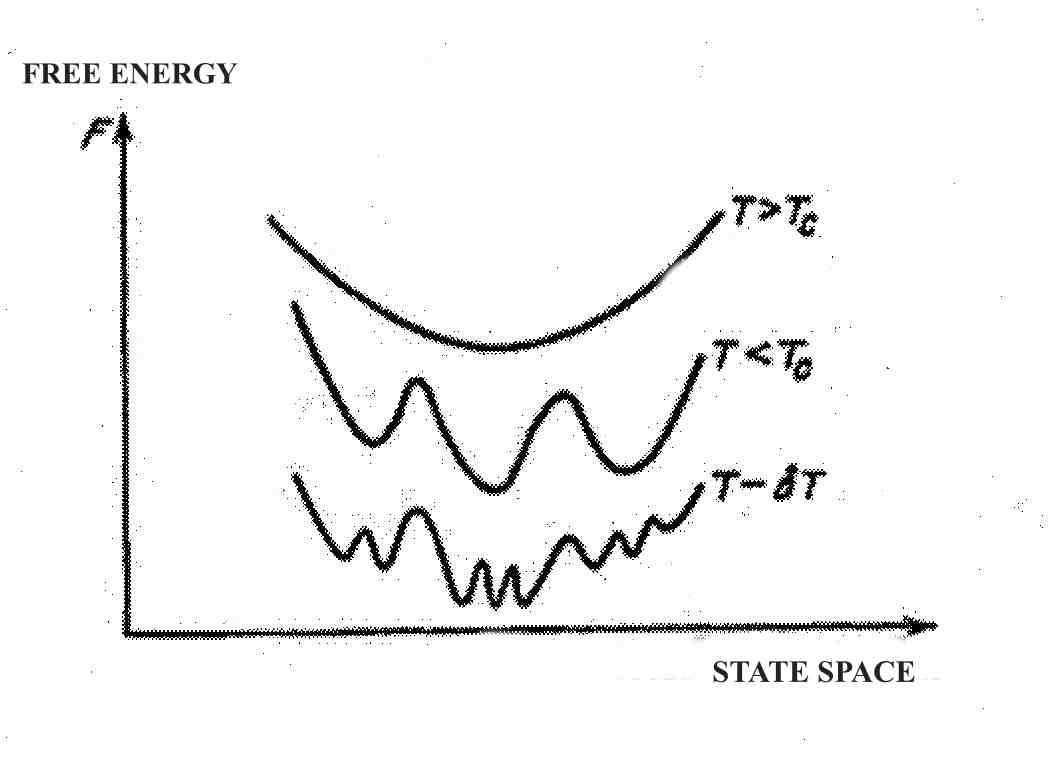 FREE ENERGY
F
T>Tc
T<Tc
T-δT
STATE SPACE